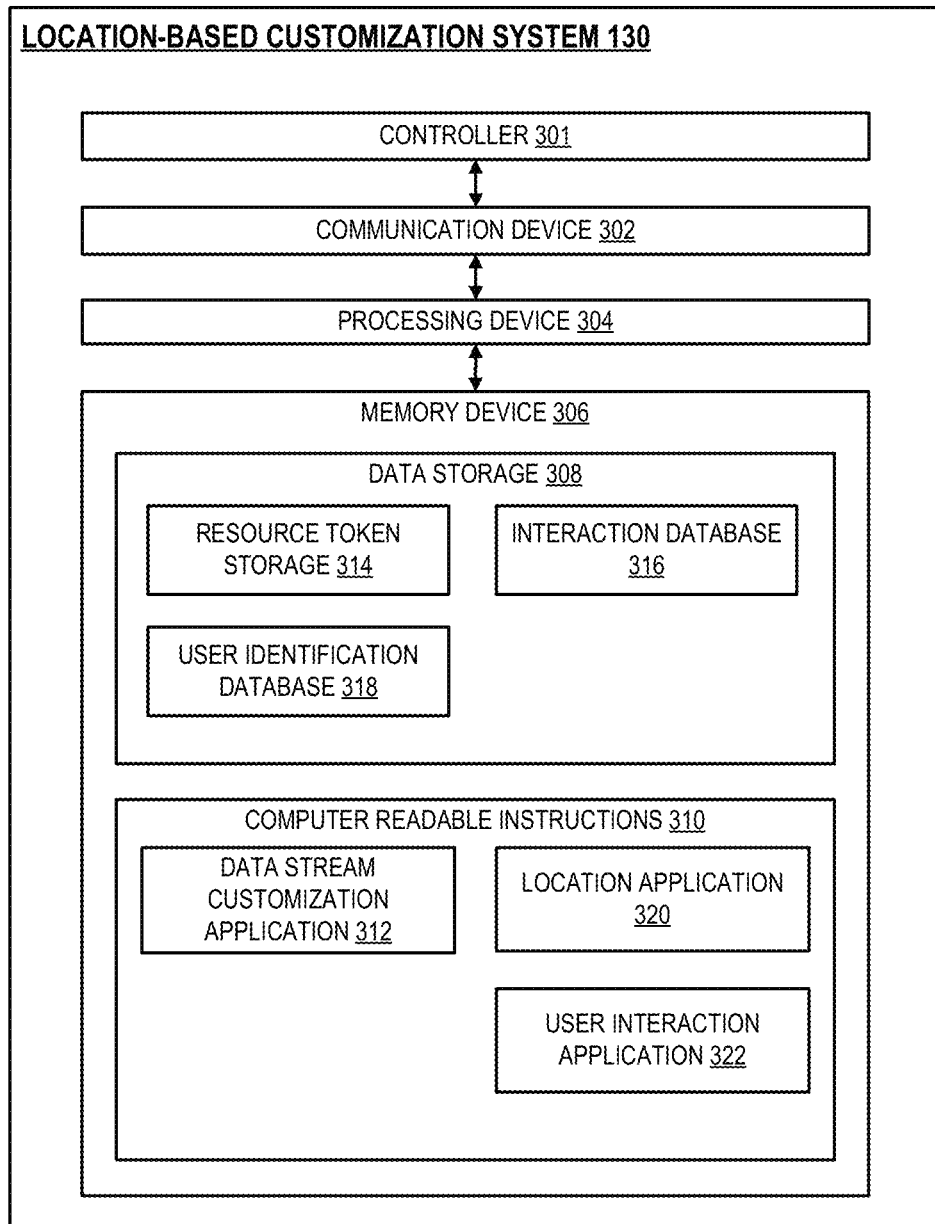 LOCATION-BASED CUSTOMIZATION SYSTEM 130
CONTROLLER 301
COMMUNICATION DEVICE 302
PROCESSING DEVICE 304
MEMORY DEVICE 306
DATA STORAGE 308
RESOURCE TOKEN
STORAGE 314
INTERACTION DATABASE
316
USER IDENTIFICATION
DATABASE 318
COMPUTER READABLE INSTRUCTIONS 310
DATA STREAM
CUSTOMIZATION
APPLICATION 312
LOCATION APPLICATION
320
USER INTERACTION
APPLICATION 322